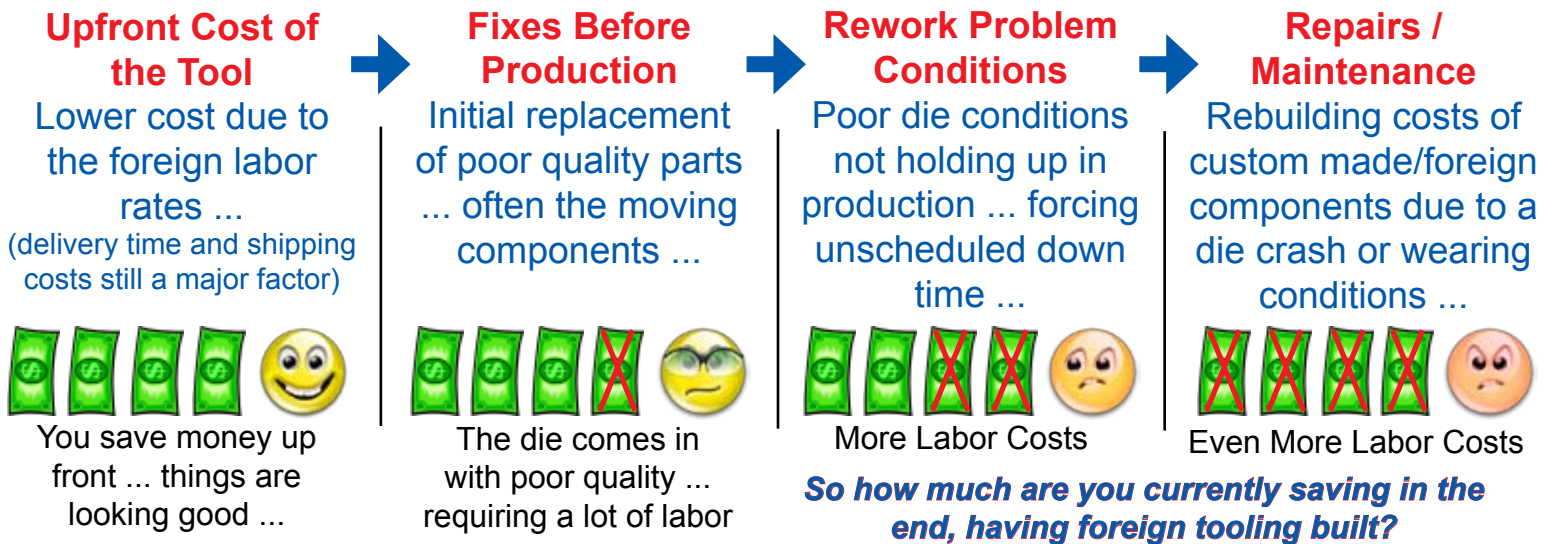 Upfront Cost of
the Tool
Lower cost due to
the foreign labor
rates ...
(delivery time and shipping
costs still a major factor)
You save money up
front ... things are
looking good ...
Fixes Before
Production
Initial replacement
of poor quality parts
... often the moving
components ...
The die comes in
with poor quality ...
requiring a lot of labor
Rework Problem
Conditions
Poor die conditions
not holding up in
production ... forcing
unscheduled down
time ...
More Labor Costs
Repairs /
Maintenance
Rebuilding costs of
custom made/foreign
components due to a
die crash or wearing
conditions ...
Even More Labor Costs
So how much are you currently saving in the
end, having foreign tooling built?